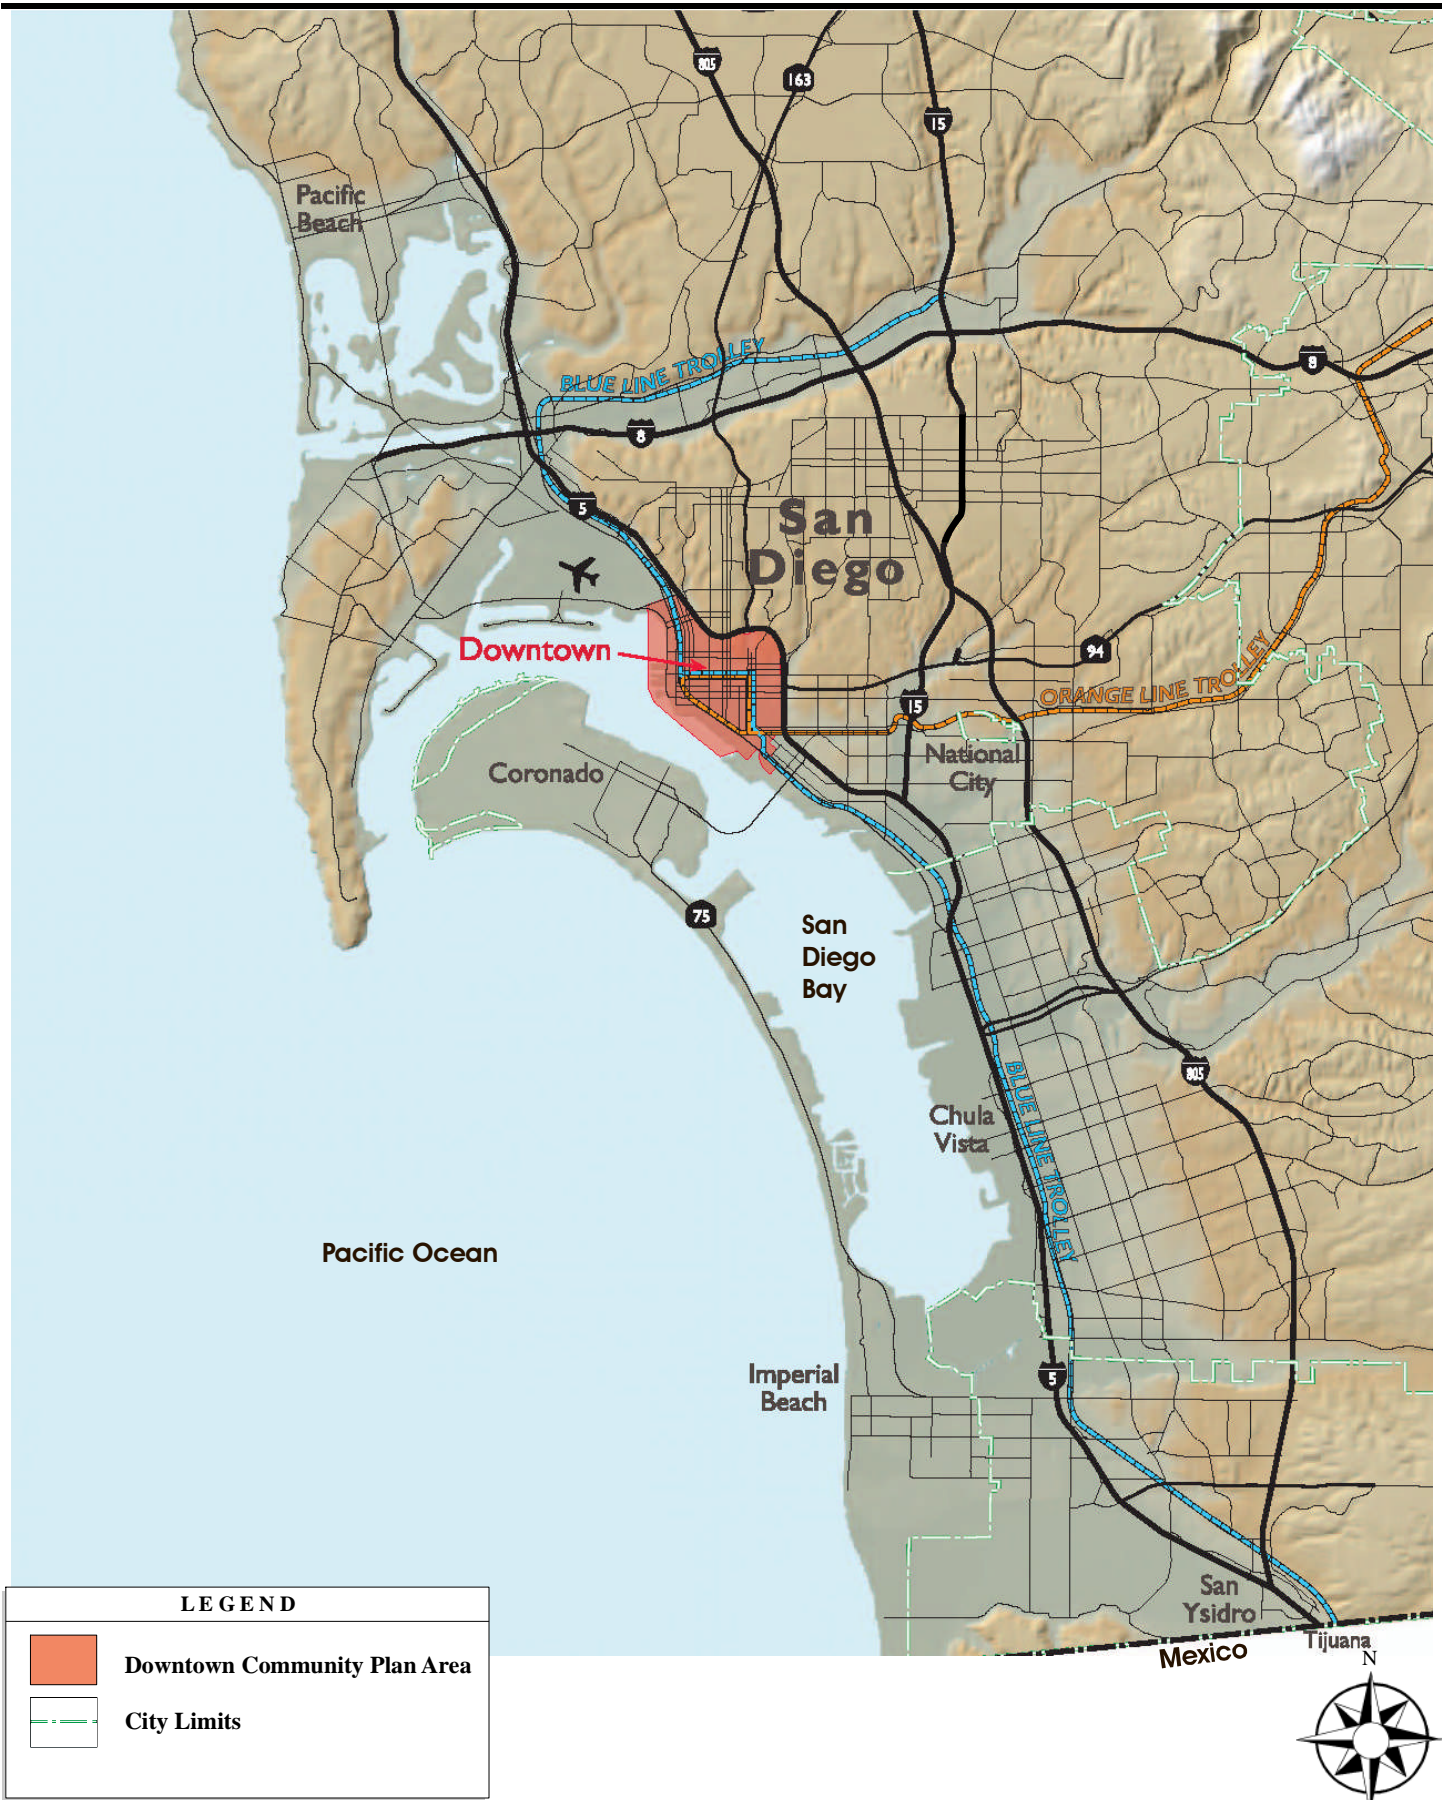 805
163
15
Pacific
Beach
BLUE LINE TROLLEY
8
8
5
San
Diego
Downtown
94
ORANGE LINE TROLLEY
15
National
City
Coronado
75
San
Diego
Bay
805
BLUE LINE TROLLEY
Chula
Vista
Pacific Ocean
Imperial
Beach
5
San
Ysidro
Mexico
Tijuana
N
LEGEND
Downtown Community Plan Area
City Limits